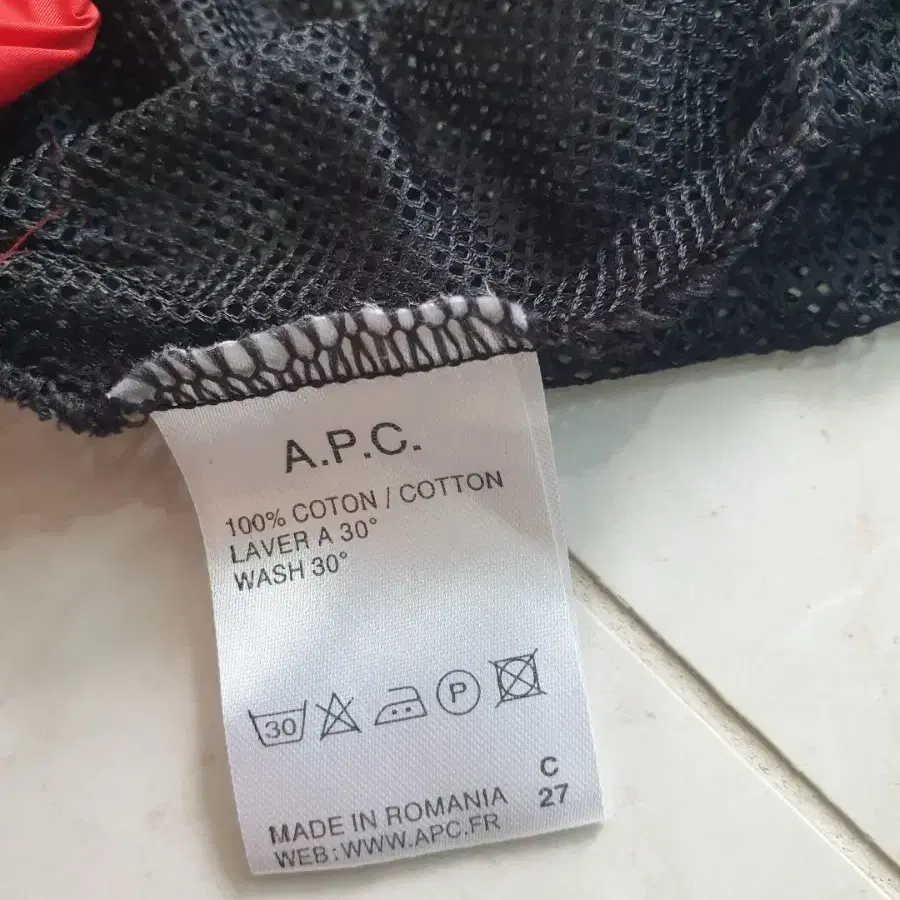 A.P.C.
100% COTON / COTTON
LAVER A 30°
WASH 30°
30 P
C
27
MADE IN ROMANIA
WEB:WWW.APC.FR